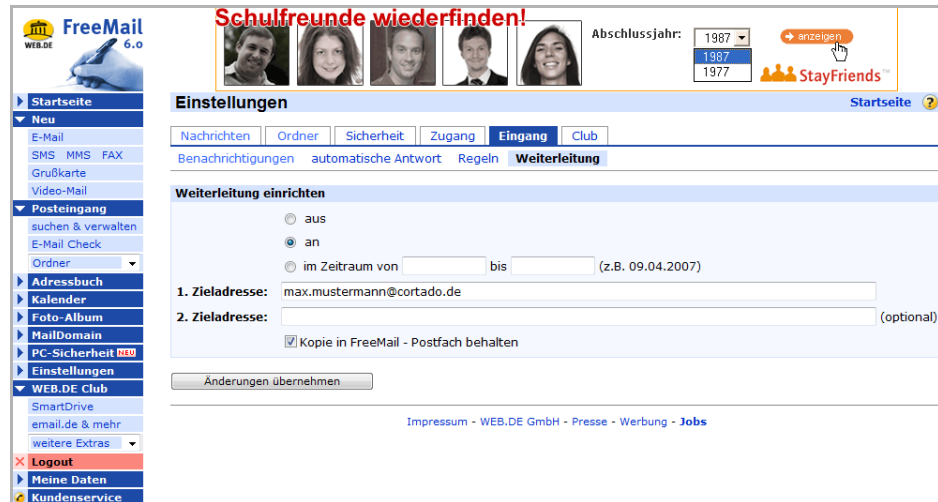 FreeMail
WEB.DE
6.0
Schulfreunde wiederfinden!
Abschlussjahr:
1987
1987
1977
anzeigen
StayFriends™
Startseite
Neu
E-Mail
SMS MMS FAX
Grußkarte
Video-Mail
Posteingang
suchen & verwalten
E-Mail Check
Ordner
Adressbuch
Kalender
Foto-Album
MailDomain
PC-Sicherheit NEU
Einstellungen
WEB.DE Club
SmartDrive
email.de & mehr
weitere Extras
Logout
Meine Daten
Kundenservice
Einstellungen
Startseite ?
Nachrichten Ordner Sicherheit Zugang Eingang Club
Benachrichtigungen automatische Antwort Regeln Weiterleitung
Weiterleitung einrichten
aus
an
im Zeitraum von bis (z.B. 09.04.2007)
1. Zieladresse: max.mustermann@cortado.de
2. Zieladresse: (optional)
Kopie in FreeMail - Postfach behalten
Änderungen übernehmen
Impressum - WEB.DE GmbH - Presse - Werbung - Jobs